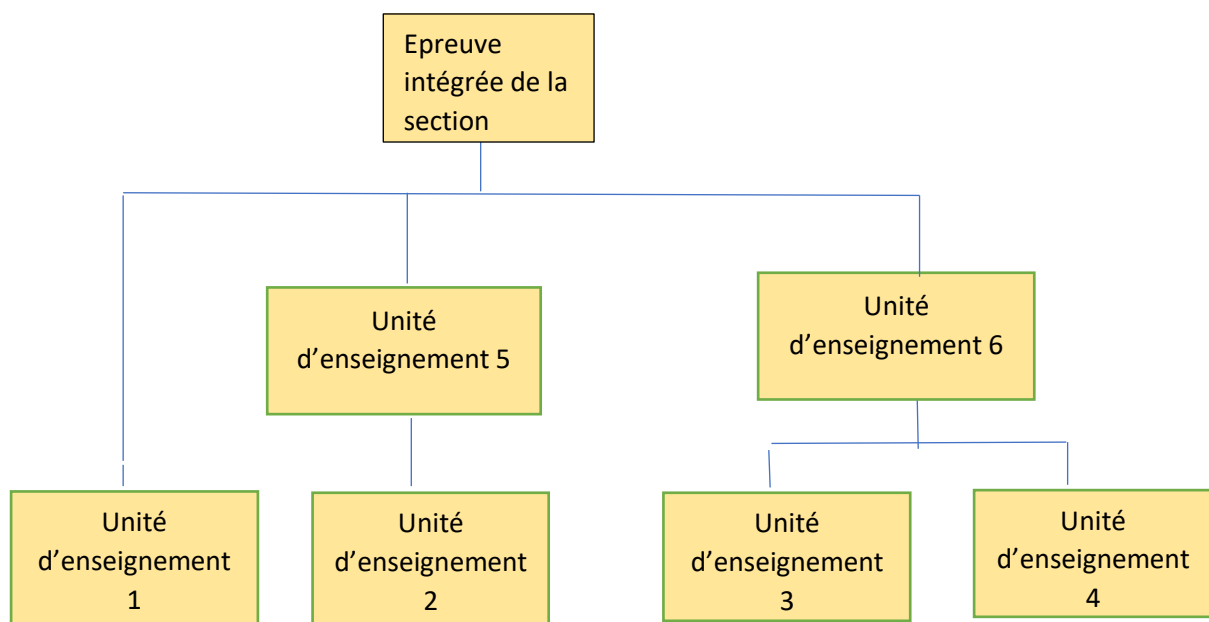 Epreuve
intégrée de la
section
Unité
d’enseignement 5
Unité
d’enseignement 6
Unité
d’enseignement
1
Unité
d’enseignement
2
Unité
d’enseignement
3
Unité
d’enseignement
4